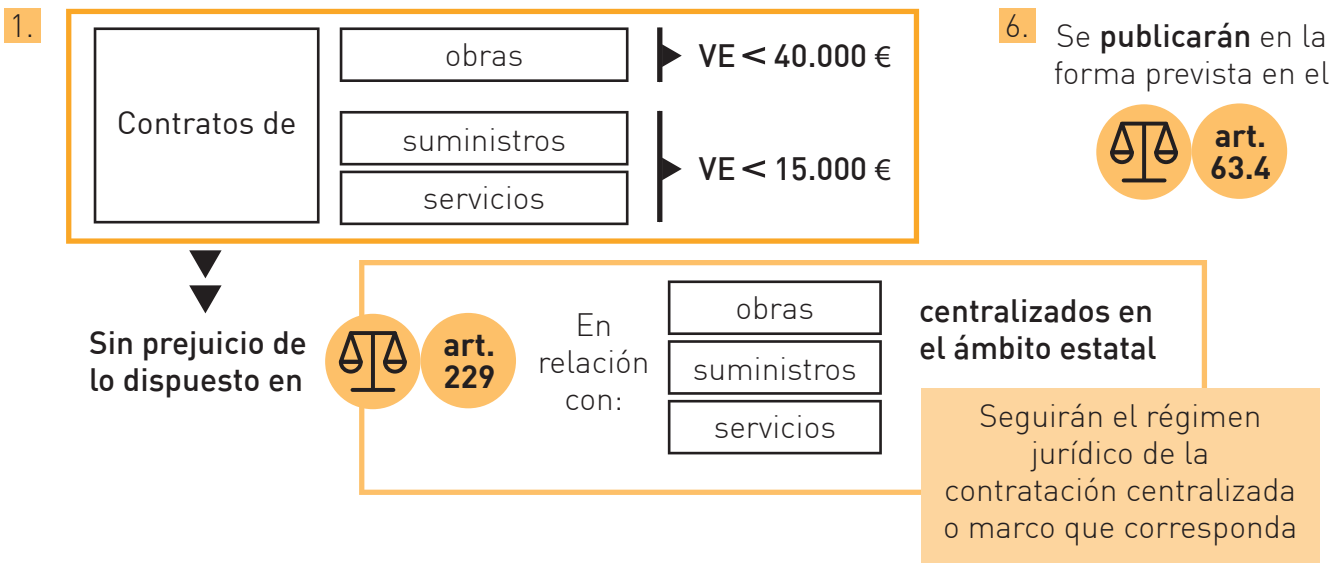 1.
Contratos de
obras
VE < 40.000 €
suministros
servicios
VE < 15.000 €
6.
Se publicarán en la
forma prevista en el
art.
63.4
Sin prejuicio de
lo dispuesto en
art.
229
En
relación
con:
obras
suministros
servicios
centralizados en
el ámbito estatal
Seguirán el régimen
jurídico de la
contratación centralizada
o marco que corresponda